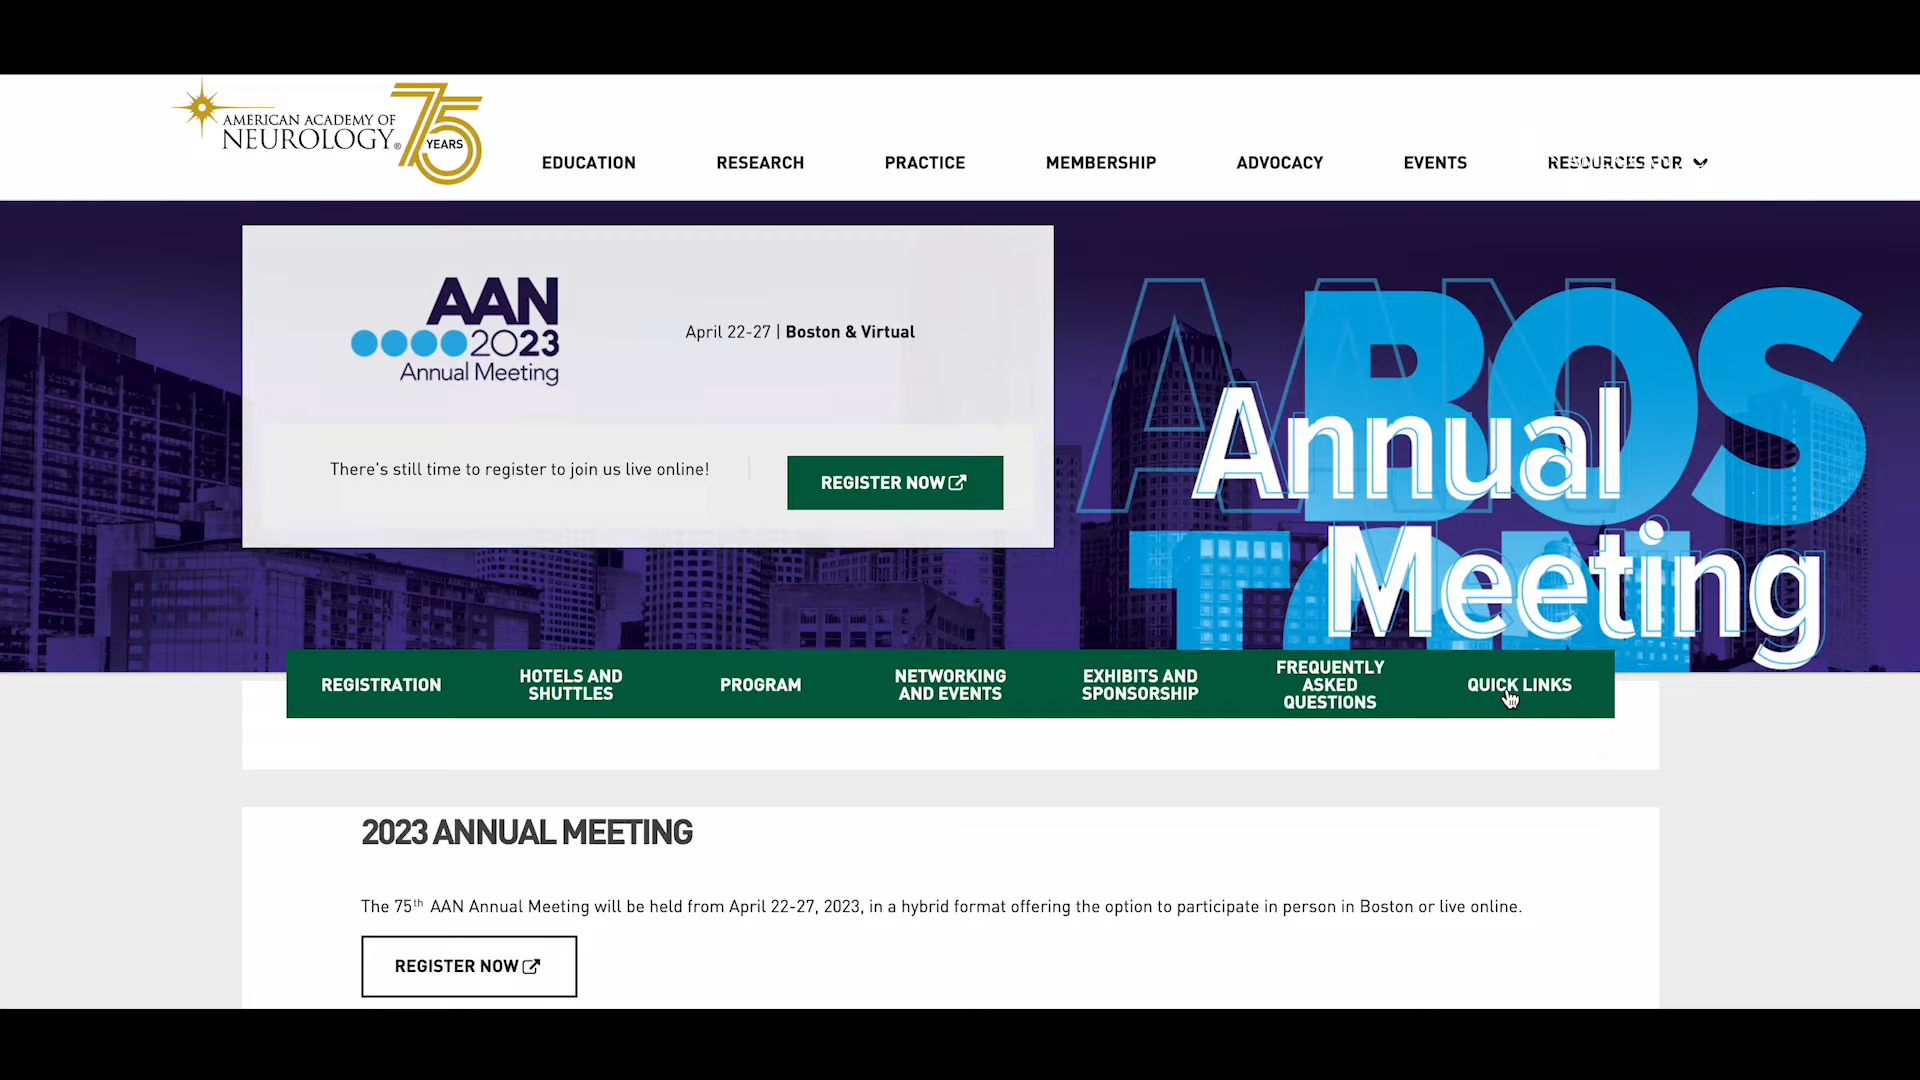 AMERICAN ACADEMY OF
NEUROLOGY®
75
YEARS
EDUCATION
RESEARCH
PRACTICE
MEMBERSHIP
ADVOCACY
EVENTS
RESOURCES FOR
AAN
2023
Annual Meeting
April 22-27 | Boston & Virtual
There's still time to register to join us live online!
REGISTER NOW
AAN
BOS
TON
Annual
Meeting
REGISTRATION
HOTELS AND
SHUTTLES
PROGRAM
NETWORKING
AND EVENTS
EXHIBITS AND
SPONSORSHIP
FREQUENTLY
ASKED
QUESTIONS
QUICK LINKS
2023 ANNUAL MEETING
The 75th AAN Annual Meeting will be held from April 22-27, 2023, in a hybrid format offering the option to participate in person in Boston or live online.
REGISTER NOW